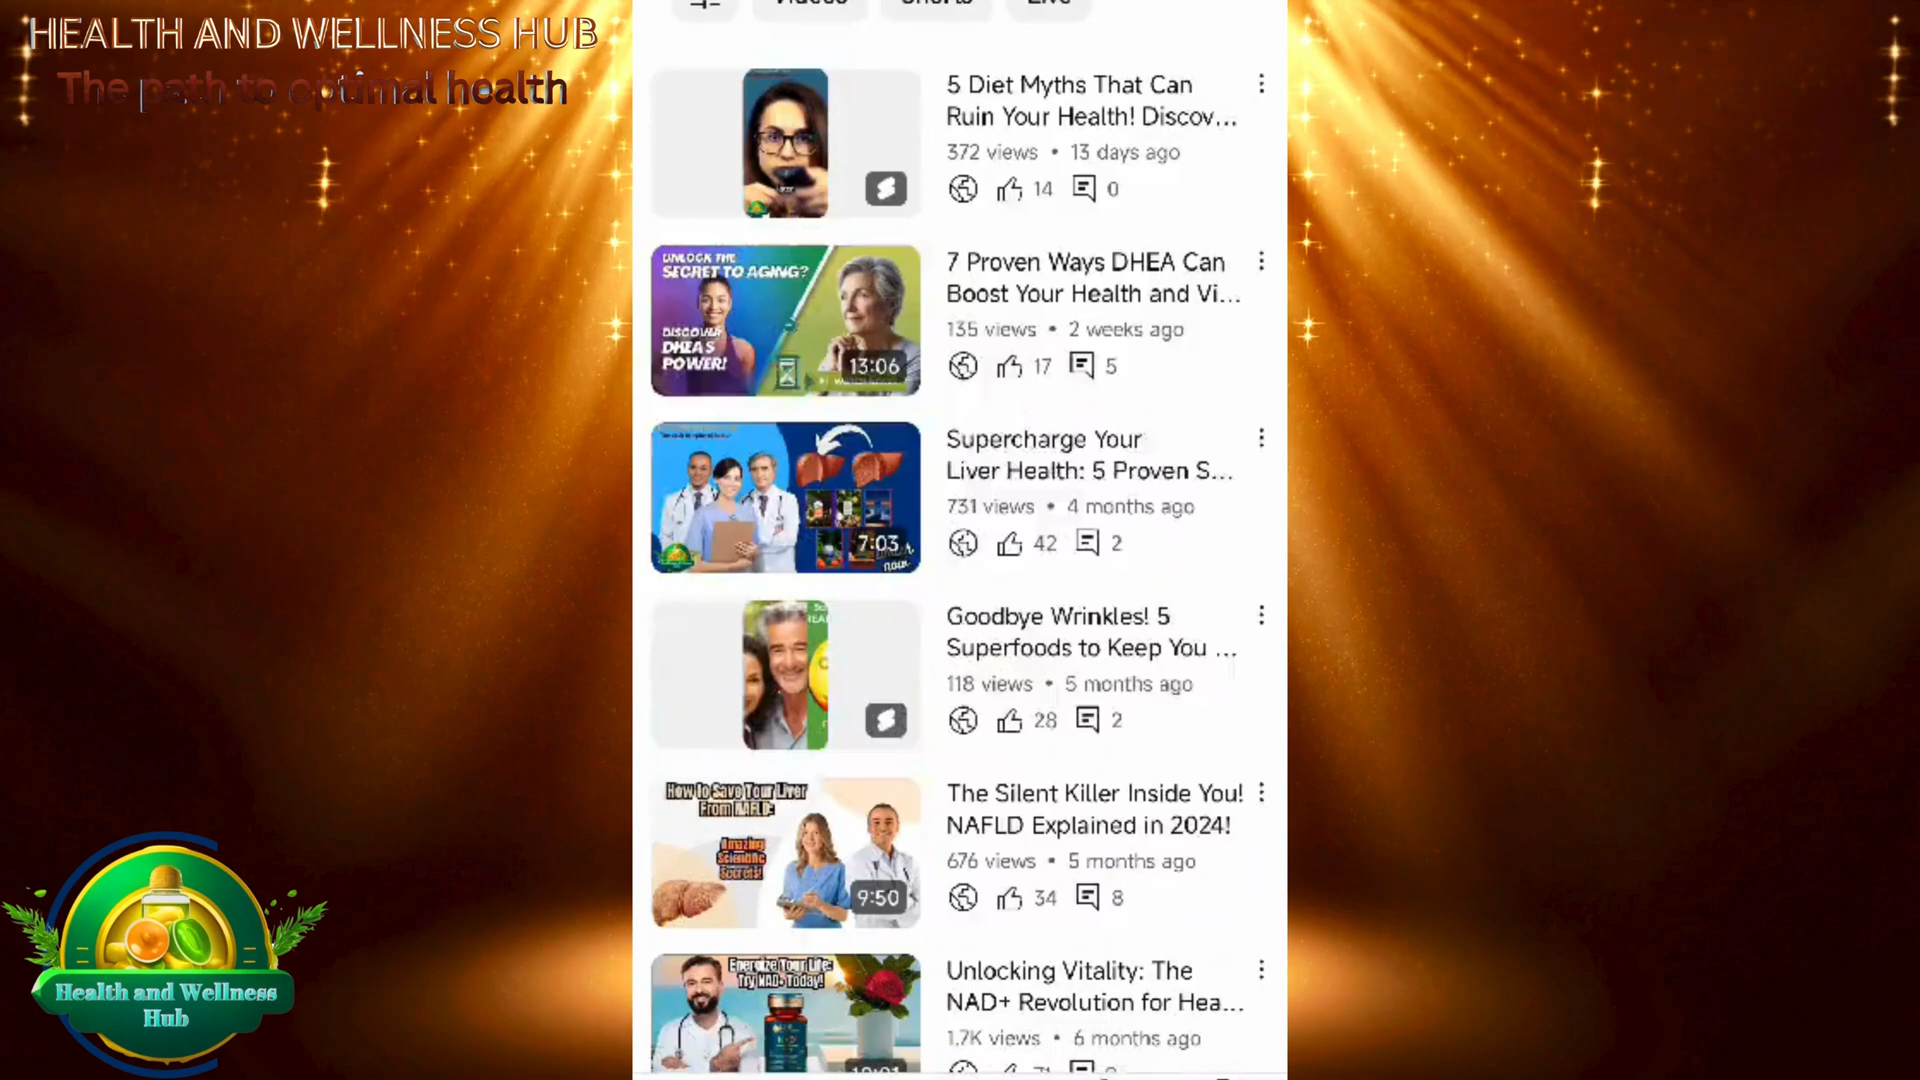 HEALTH AND WELLNESS HUB
The path to optimal health
Videos
Shorts
Live
5 Diet Myths That Can
Ruin Your Health! Discov...
372 views • 13 days ago
14
0
UNLOCK THE
SECRET TO AGING?
DISCOVER
DHEA'S
POWER!
13:06
7 Proven Ways DHEA Can
Boost Your Health and Vi...
135 views • 2 weeks ago
17
5
7:03
now
Supercharge Your
Liver Health: 5 Proven S...
731 views • 4 months ago
42
2
Goodbye Wrinkles! 5
Superfoods to Keep You ...
118 views • 5 months ago
28
2
How to Save Your Liver
From NAFLD:
Amazing
Scientific
Secrets!
9:50
The Silent Killer Inside You!
NAFLD Explained in 2024!
676 views • 5 months ago
34
8
Energize Your Life:
Try NAD+ Today!
Unlocking Vitality: The
NAD+ Revolution for Hea...
1.7K views • 6 months ago
71
Health and Wellness
Hub